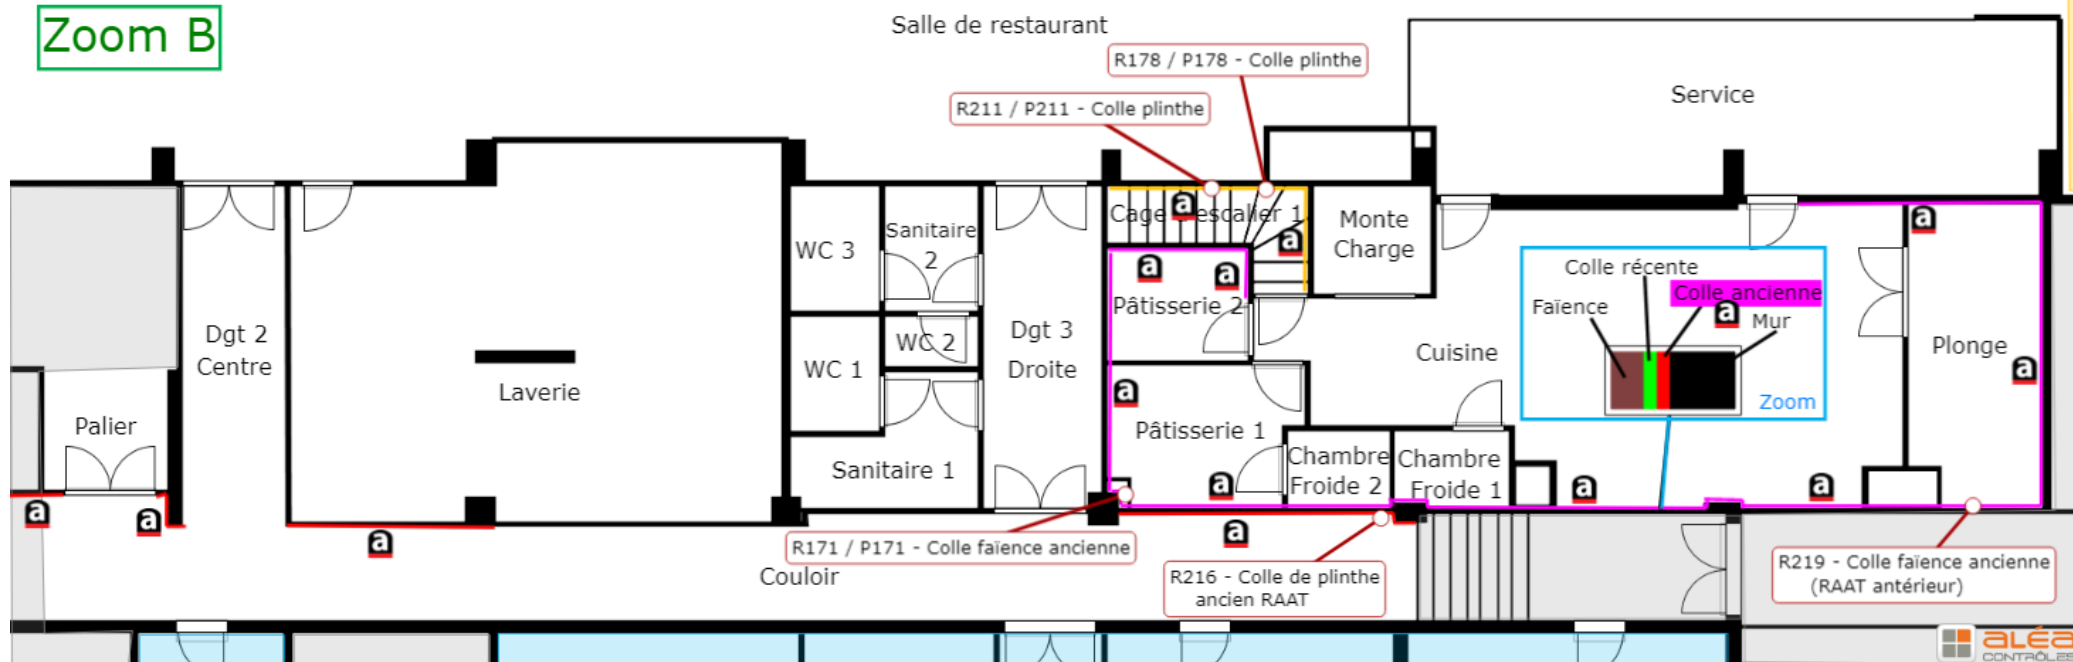 Zoom B
Salle de restaurant
R178 / P178 - Colle plinthe
R211 / P211 - Colle plinthe
Service
a
Cage d'escalier 1
a
a
Monte
Charge
WC 3
Sanitaire
2
a
a
Pâtisserie 2
Colle récente
Colle ancienne
a
Faïence
Mur
Zoom
Dgt 2
Centre
Laverie
WC 2
WC 1
Dgt 3
Droite
Cuisine
Plonge
a
a
Pâtisserie 1
Palier
Sanitaire 1
Chambre
Froide 2
Chambre
Froide 1
a
a
a
a
a
a
a
R171 / P171 - Colle faïence ancienne
Couloir
R216 - Colle de plinthe
ancien RAAT
R219 - Colle faïence ancienne
(RAAT antérieur)
aLéa
CONTRÔLES